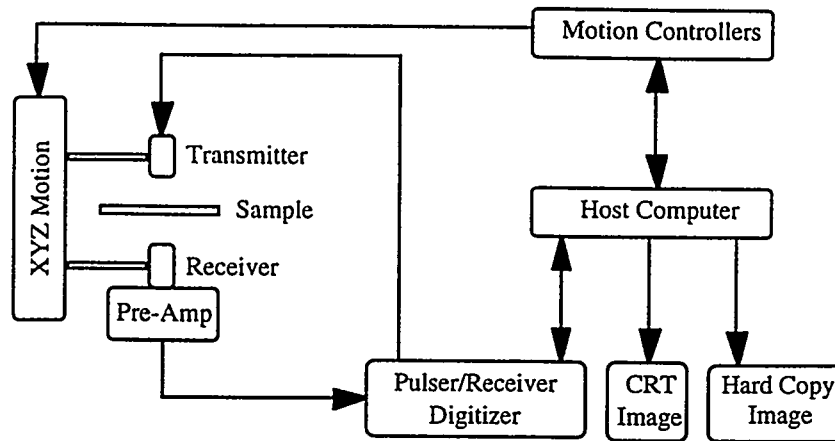 Motion Controllers
XYZ Motion
Transmitter
Sample
Host Computer
Receiver
Pre-Amp
Pulser/Receiver
Digitizer
CRT
Image
Hard Copy
Image